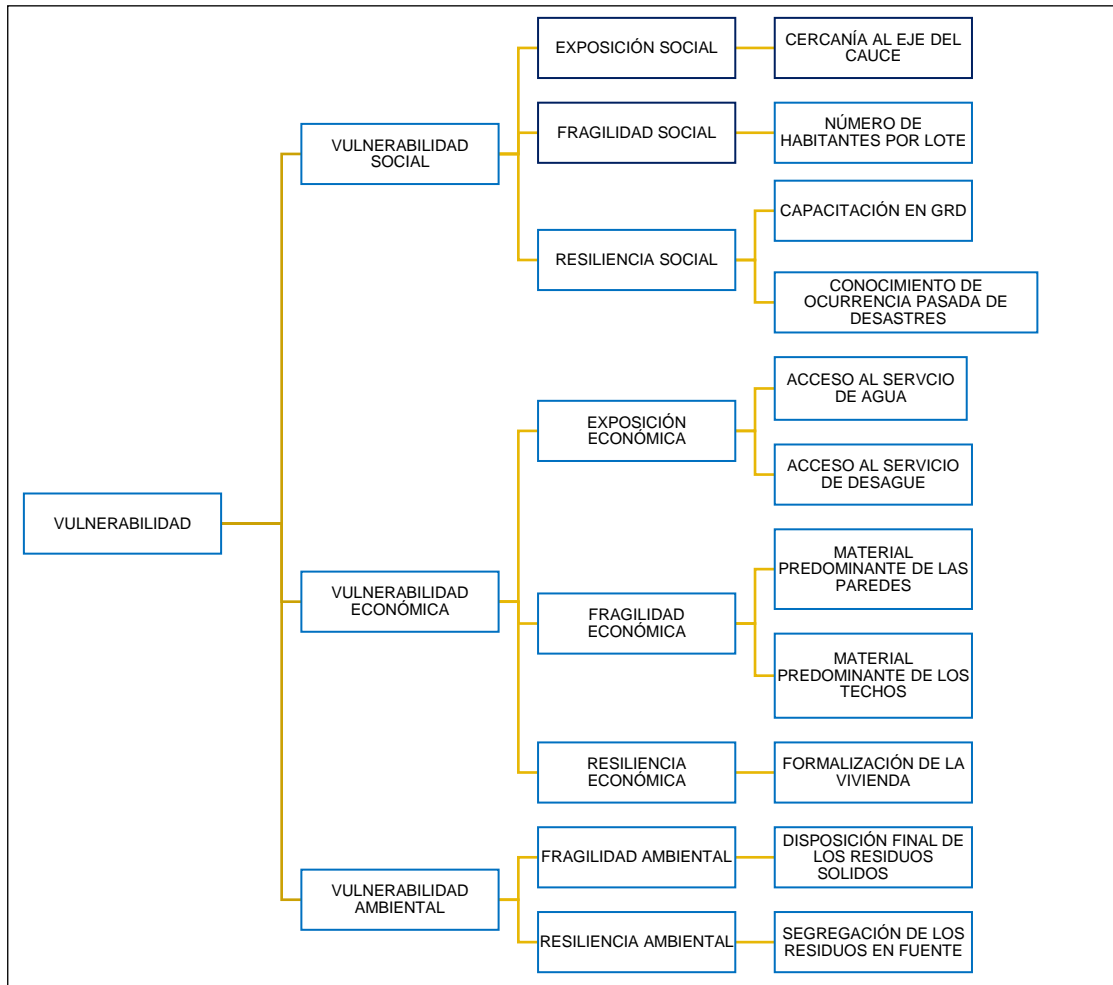 EXPOSICIÓN SOCIAL
CERCANÍA AL EJE DEL
CAUCE
VULNERABILIDAD
SOCIAL
FRAGILIDAD SOCIAL
NÚMERO DE
HABITANTES POR LOTE
RESILIENCIA SOCIAL
CAPACITACIÓN EN GRD
CONOCIMIENTO DE
OCURRENCIA PASADA DE
DESASTRES
VULNERABILIDAD
VULNERABILIDAD
ECONÓMICA
EXPOSICIÓN
ECONÓMICA
ACCESO AL SERVCIO
DE AGUA
ACCESO AL SERVICIO
DE DESAGUE
FRAGILIDAD
ECONÓMICA
MATERIAL
PREDOMINANTE DE LAS
PAREDES
MATERIAL
PREDOMINANTE DE LOS
TECHOS
RESILIENCIA
ECONÓMICA
FORMALIZACIÓN DE LA
VIVIENDA
VULNERABILIDAD
AMBIENTAL
FRAGILIDAD AMBIENTAL
DISPOSICIÓN FINAL DE
LOS RESIDUOS
SOLIDOS
RESILIENCIA AMBIENTAL
SEGREGACIÓN DE LOS
RESIDUOS EN FUENTE